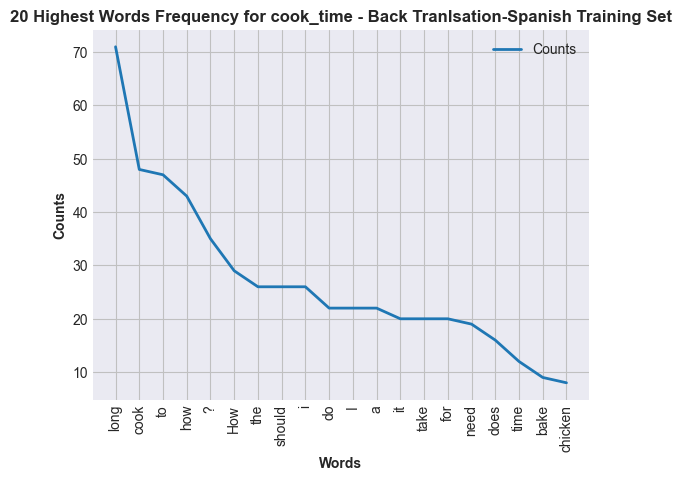 20 Highest Words Frequency for cook_time - Back Tranlsation-Spanish Training Set
Counts
70
60
50
40
30
20
10
Counts
long
cook
to
how
?
How
the
should
i
do
I
a
it
take
for
need
does
time
bake
chicken
Words